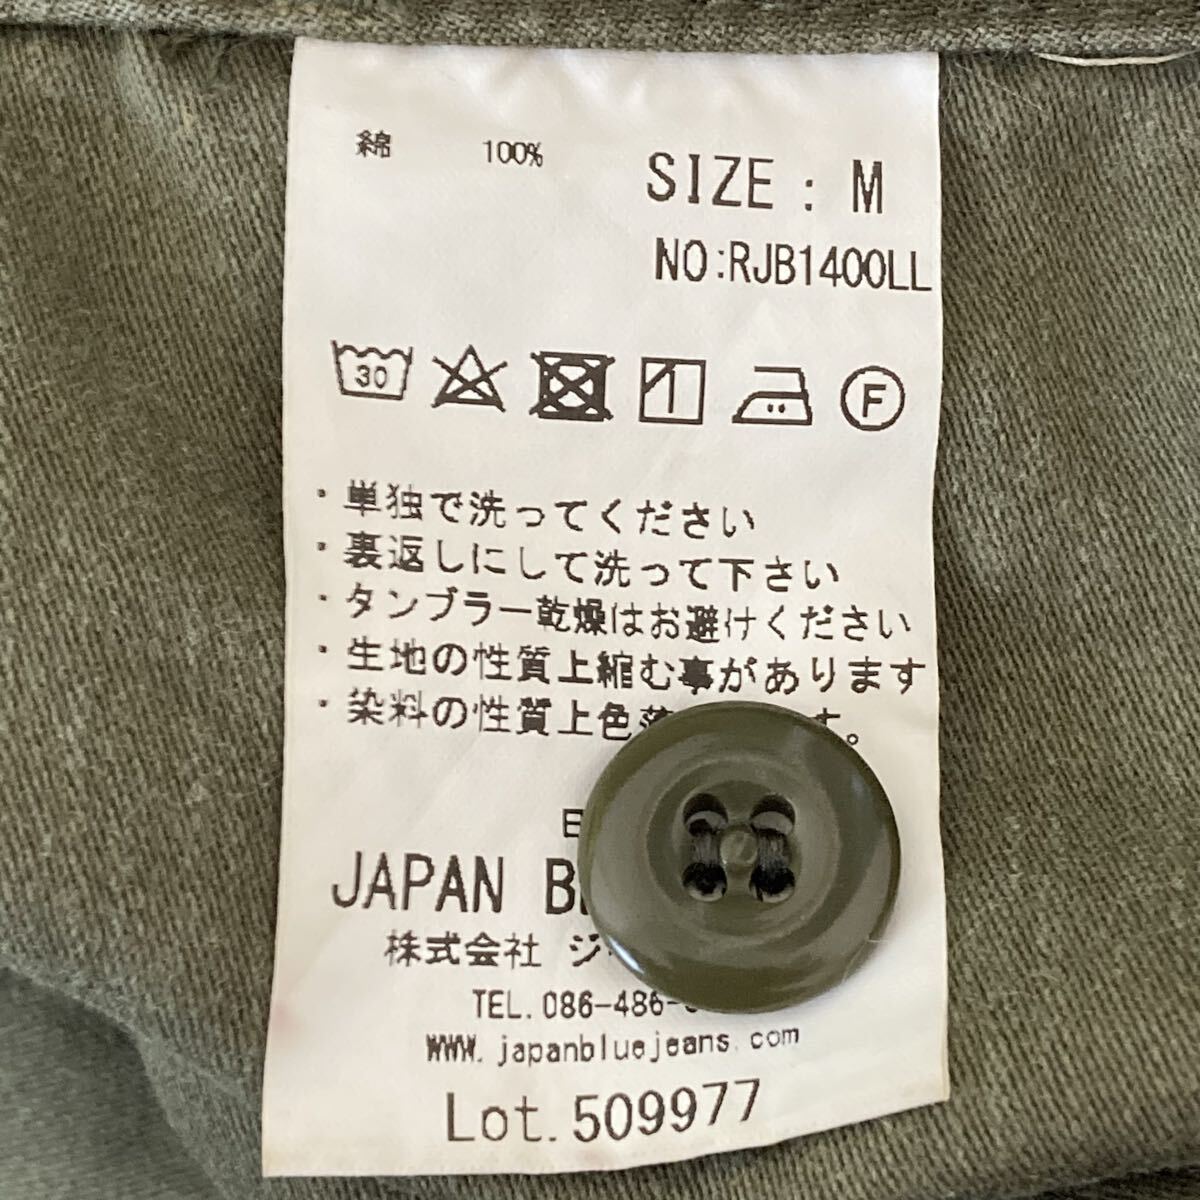 綿 100%
SIZE : M
NO:RJB1400LL
30
F
・単独で洗ってください
・裏返しにして洗って下さい
・タンブラー乾燥はお避けください
・生地の性質上縮む事があります
・染料の性質上色 す。
JAPAN
株式会社
TEL.086-486-
WWW.japanbluejeans.com
Lot.509977